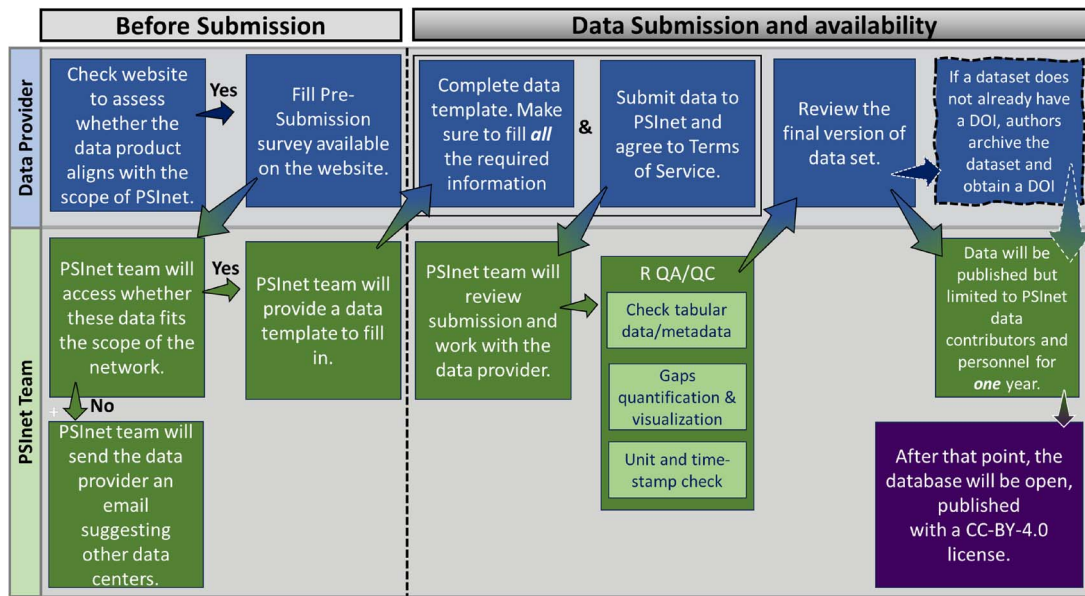 Before Submission
Data Submission and availability
Data Provider
Check website
to assess
whether the
data product
aligns with the
scope of PSInet.
Yes
Fill Pre-
Submission
survey available
on the website.
Complete data
template. Make
sure to fill all
the required
information
&
Submit data to
PSInet and
agree to Terms
of Service.
Review the
final version of
data set.
If a dataset does
not already have
a DOI, authors
archive the
dataset and
obtain a DOI
PSInet Team
PSInet team will
access whether
these data fits
the scope of the
network.
Yes
PSInet team will
provide a data
template to fill
in.
PSInet team will
review
submission and
work with the
data provider.
R QA/QC
Check tabular
data/metadata
Gaps
quantification &
visualization
Unit and time-
stamp check
Data will be
published but
limited to PSInet
data
contributors and
personnel for
one year.
No
PSInet team will
send the data
provider an
email
suggesting
other data
centers.
After that point, the
database will be open,
published
with a CC-BY-4.0
license.